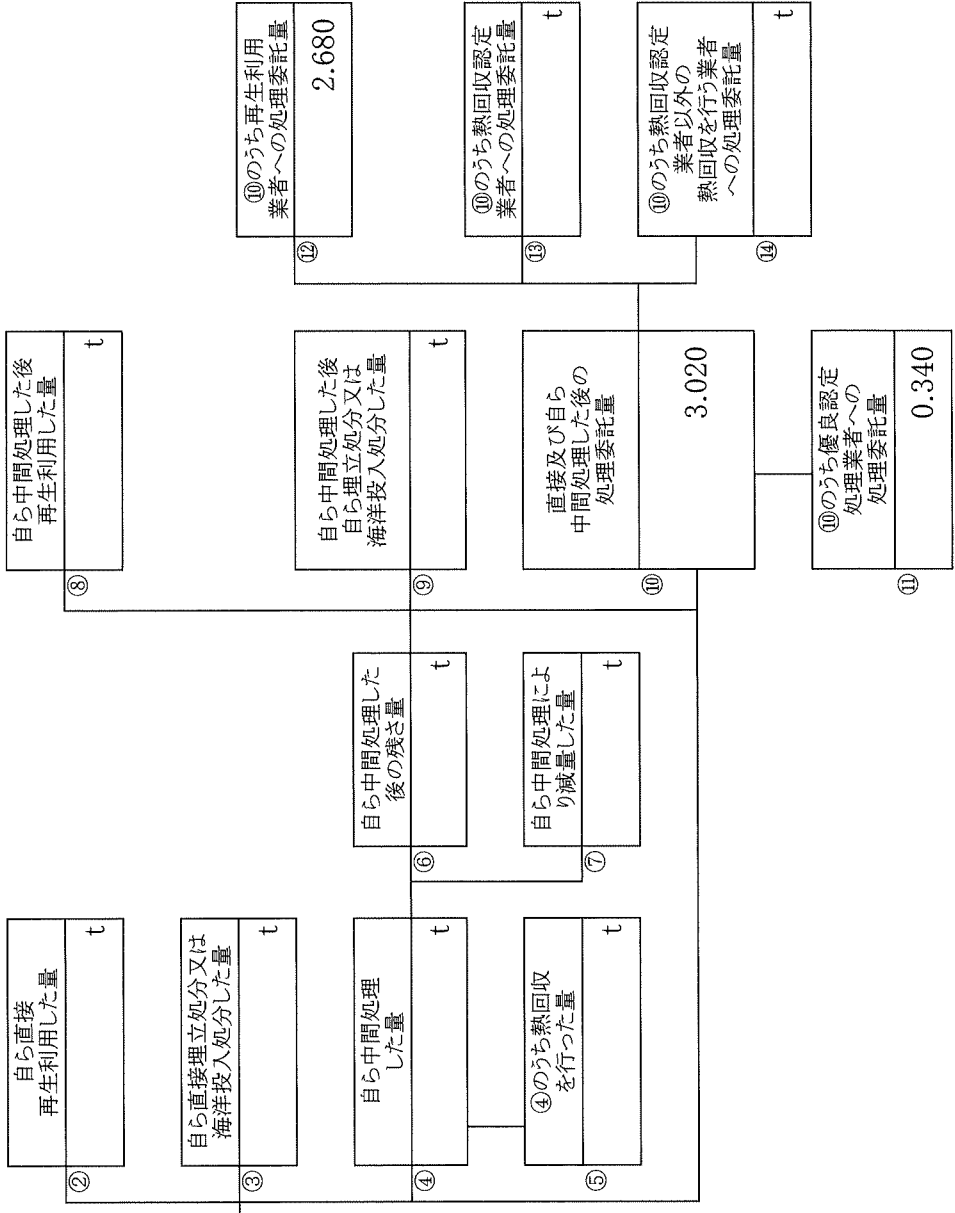 ②
自ら直接
再生利用した量
t
③
自ら直接埋立処分又は
海洋投入処分した量
t
④
自ら中間処理
した量
t
⑤
④のうち熱回収
を行った量
t
⑥
自ら中間処理した
後の残さ量
t
⑦
自ら中間処理によ
り減量した量
t
⑧
自ら中間処理した後
再生利用した量
t
⑨
自ら中間処理した後
自ら埋立処分又は
海洋投入処分した量
t
⑩
直接及び自ら
中間処理した後の
処理委託量
3.020
⑪
⑩のうち優良認定
処理業者への
処理委託量
0.340
⑫
⑩のうち再生利用
業者への処理委託量
2.680
⑬
⑩のうち熱回収認定
業者への処理委託量
t
⑭
⑩のうち熱回収認定
業者以外の
熱回収を行う業者
への処理委託量
t